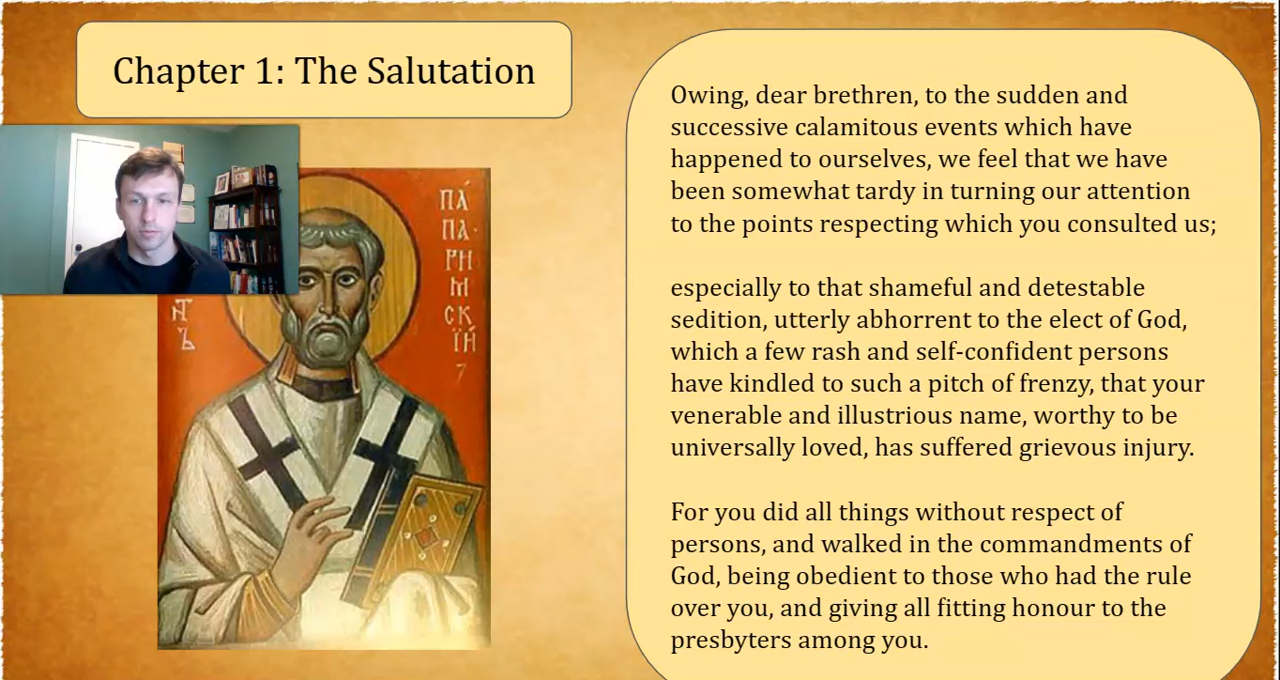 Chapter 1: The Salutation
Owing, dear brethren, to the sudden and
successive calamitous events which have
happened to ourselves, we feel that we have
been somewhat tardy in turning our attention
to the points respecting which you consulted us;
especially to that shameful and detestable
sedition, utterly abhorrent to the elect of God,
which a few rash and self-confident persons
have kindled to such a pitch of frenzy, that your
venerable and illustrious name, worthy to be
universally loved, has suffered grievous injury.
For you did all things without respect of
persons, and walked in the commandments of
God, being obedient to those who had the rule
over you, and giving all fitting honour to the
presbyters among you.
ПА
ПА·
РИ
М
СК
ЇЙ